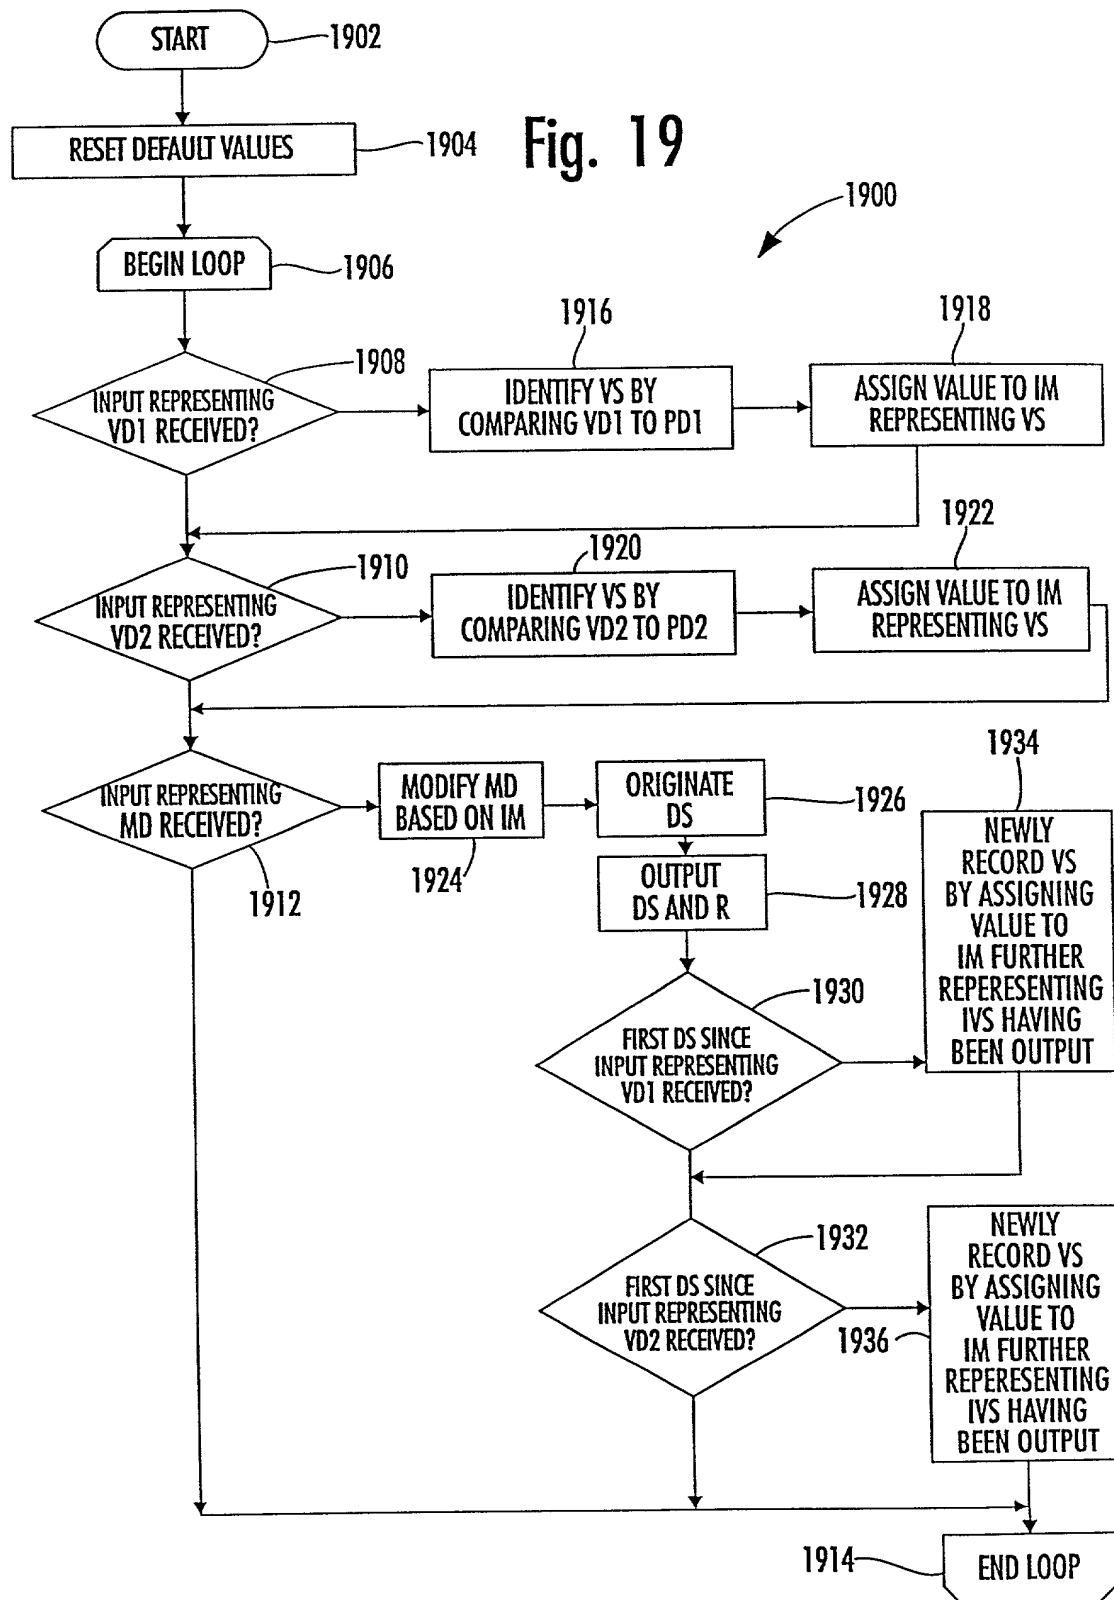 START
1902
RESET DEFAULT VALUES
1904
Fig. 19
1900
BEGIN LOOP
1906
1908
INPUT REPRESENTING
VD1 RECEIVED?
1916
IDENTIFY VS BY
COMPARING VD1 TO PD1
1918
ASSIGN VALUE TO IM
REPRESENTING VS
1910
INPUT REPRESENTING
VD2 RECEIVED?
1920
IDENTIFY VS BY
COMPARING VD2 TO PD2
1922
ASSIGN VALUE TO IM
REPRESENTING VS
INPUT REPRESENTING
MD RECEIVED?
1912
MODIFY MD
BASED ON IM
1924
ORIGINATE
DS
1926
OUTPUT
DS AND R
1928
1934
NEWLY
RECORD VS
BY ASSIGNING
VALUE TO
IM FURTHER
REPERESENTING
IVS HAVING
BEEN OUTPUT
1930
FIRST DS SINCE
INPUT REPRESENTING
VD1 RECEIVED?
1932
FIRST DS SINCE
INPUT REPRESENTING
VD2 RECEIVED?
1936
NEWLY
RECORD VS
BY ASSIGNING
VALUE TO
IM FURTHER
REPERESENTING
IVS HAVING
BEEN OUTPUT
1914
END LOOP